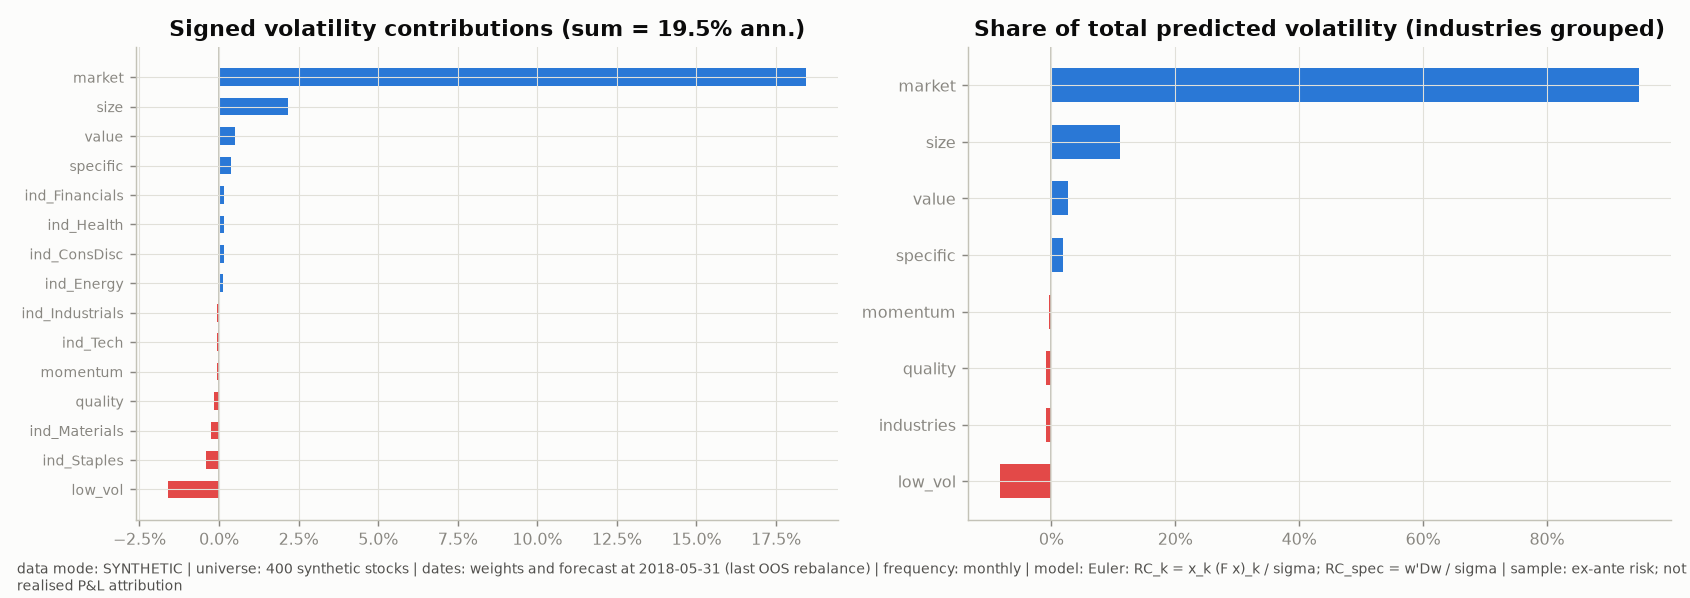 Signed volatility contributions (sum = 19.5% ann.)
market
size
value
specific
ind_Financials
ind_Health
ind_ConsDisc
ind_Energy
ind_Industrials
ind_Tech
momentum
quality
ind_Materials
ind_Staples
low_vol
−2.5% 0.0% 2.5% 5.0% 7.5% 10.0% 12.5% 15.0% 17.5%
Share of total predicted volatility (industries grouped)
market
size
value
specific
momentum
quality
industries
low_vol
0% 20% 40% 60% 80%
data mode: SYNTHETIC | universe: 400 synthetic stocks | dates: weights and forecast at 2018-05-31 (last OOS rebalance) | frequency: monthly | model: Euler: RC_k = x_k (F x)_k / sigma; RC_spec = w'Dw / sigma | sample: ex-ante risk; not
realised P&L attribution